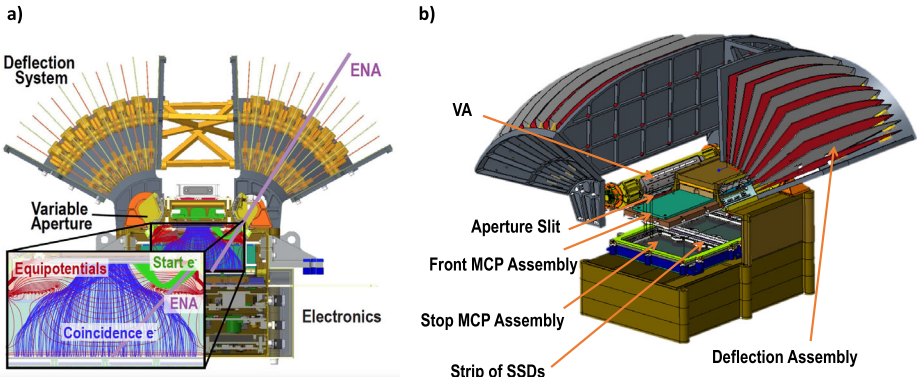 a)
Deflection
System
ENA
Variable
Aperture
Equipotentials
Start e⁻
ENA
Coincidence e⁻
Electronics
b)
VA
Aperture Slit
Front MCP Assembly
Stop MCP Assembly
Strip of SSDs
Deflection Assembly